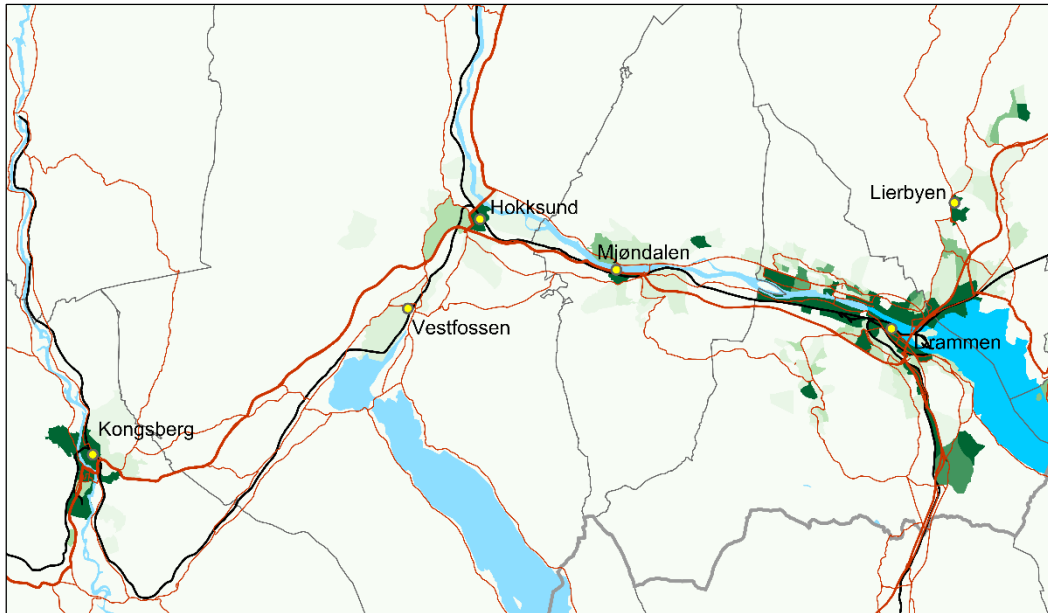 Lierbyen
Hokksund
Mjøndalen
Vestfossen
Drammen
Kongsberg